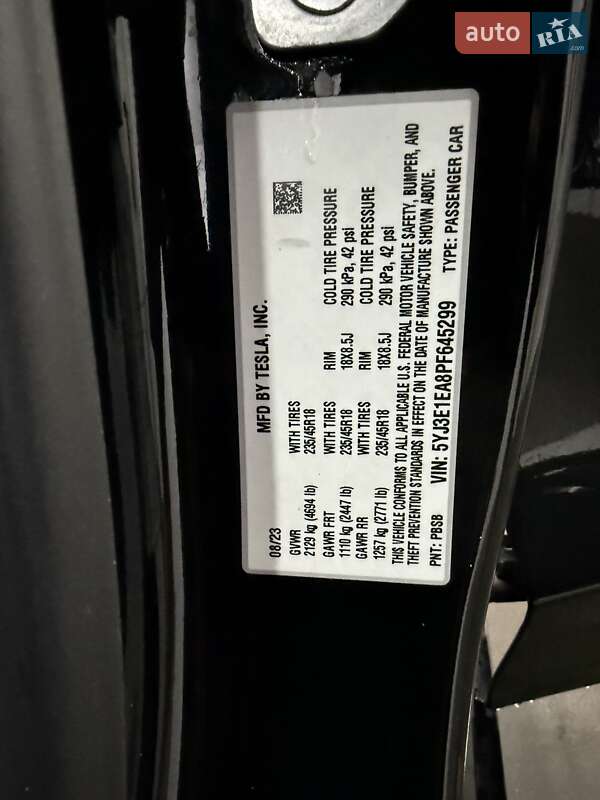 auto RIA.com
MFD BY TESLA, INC.
08/23
GVWR WITH TIRES
2129 kg (4694 lb) 235/45R18
GAWR FRT WITH TIRES RIM COLD TIRE PRESSURE
1110 kg (2447 lb) 235/45R18 18X8.5J 290 kPa, 42 psi
GAWR RR WITH TIRES RIM COLD TIRE PRESSURE
1257 kg (2771 lb) 235/45R18 18X8.5J 290 kPa, 42 psi
THIS VEHICLE CONFORMS TO ALL APPLICABLE U.S. FEDERAL MOTOR VEHICLE SAFETY, BUMPER, AND
THEFT PREVENTION STANDARDS IN EFFECT ON THE DATE OF MANUFACTURE SHOWN ABOVE.
PNT: PBSB VIN: 5YJ3E1EA8PF645299 TYPE: PASSENGER CAR